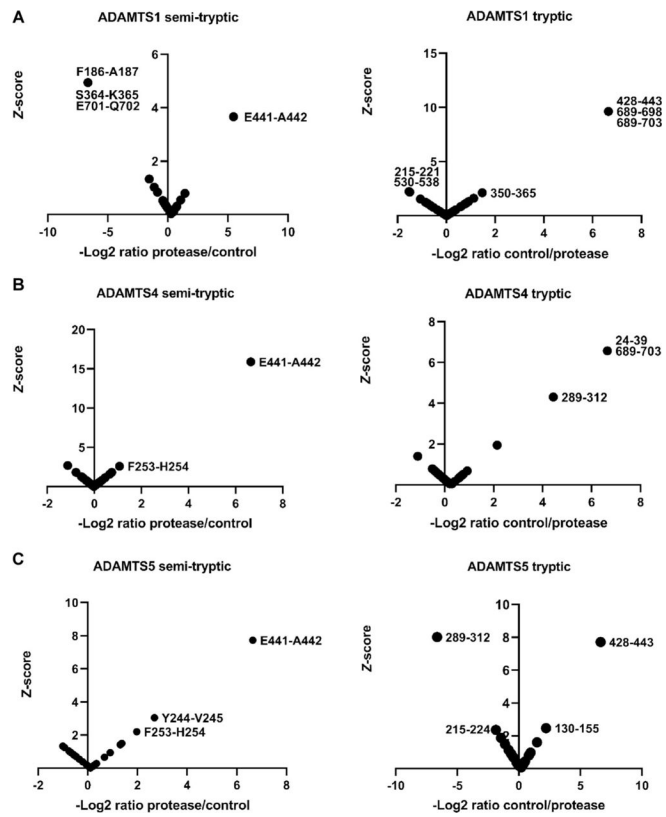 A
ADAMTS1 semi-tryptic
Z-score
6
4
2
F186-A187
S364-K365
E701-Q702
E441-A442
-10
-5
0
5
10
-Log2 ratio protease/control
ADAMTS1 tryptic
Z-score
15
10
5
428-443
689-698
689-703
215-221
530-538
350-365
-2
0
2
4
6
8
-Log2 ratio control/protease
B
ADAMTS4 semi-tryptic
Z-score
20
15
10
5
E441-A442
F253-H254
-2
0
2
4
6
8
-Log2 ratio protease/control
ADAMTS4 tryptic
Z-score
8
6
4
2
24-39
689-703
289-312
-2
0
2
4
6
8
-Log2 ratio control/protease
C
ADAMTS5 semi-tryptic
Z-score
10
8
6
4
2
E441-A442
Y244-V245
F253-H254
-2
0
2
4
6
8
-Log2 ratio protease/control
ADAMTS5 tryptic
Z-score
10
8
6
4
2
289-312
428-443
215-224
130-155
-10
-5
0
5
10
-Log2 ratio control/protease